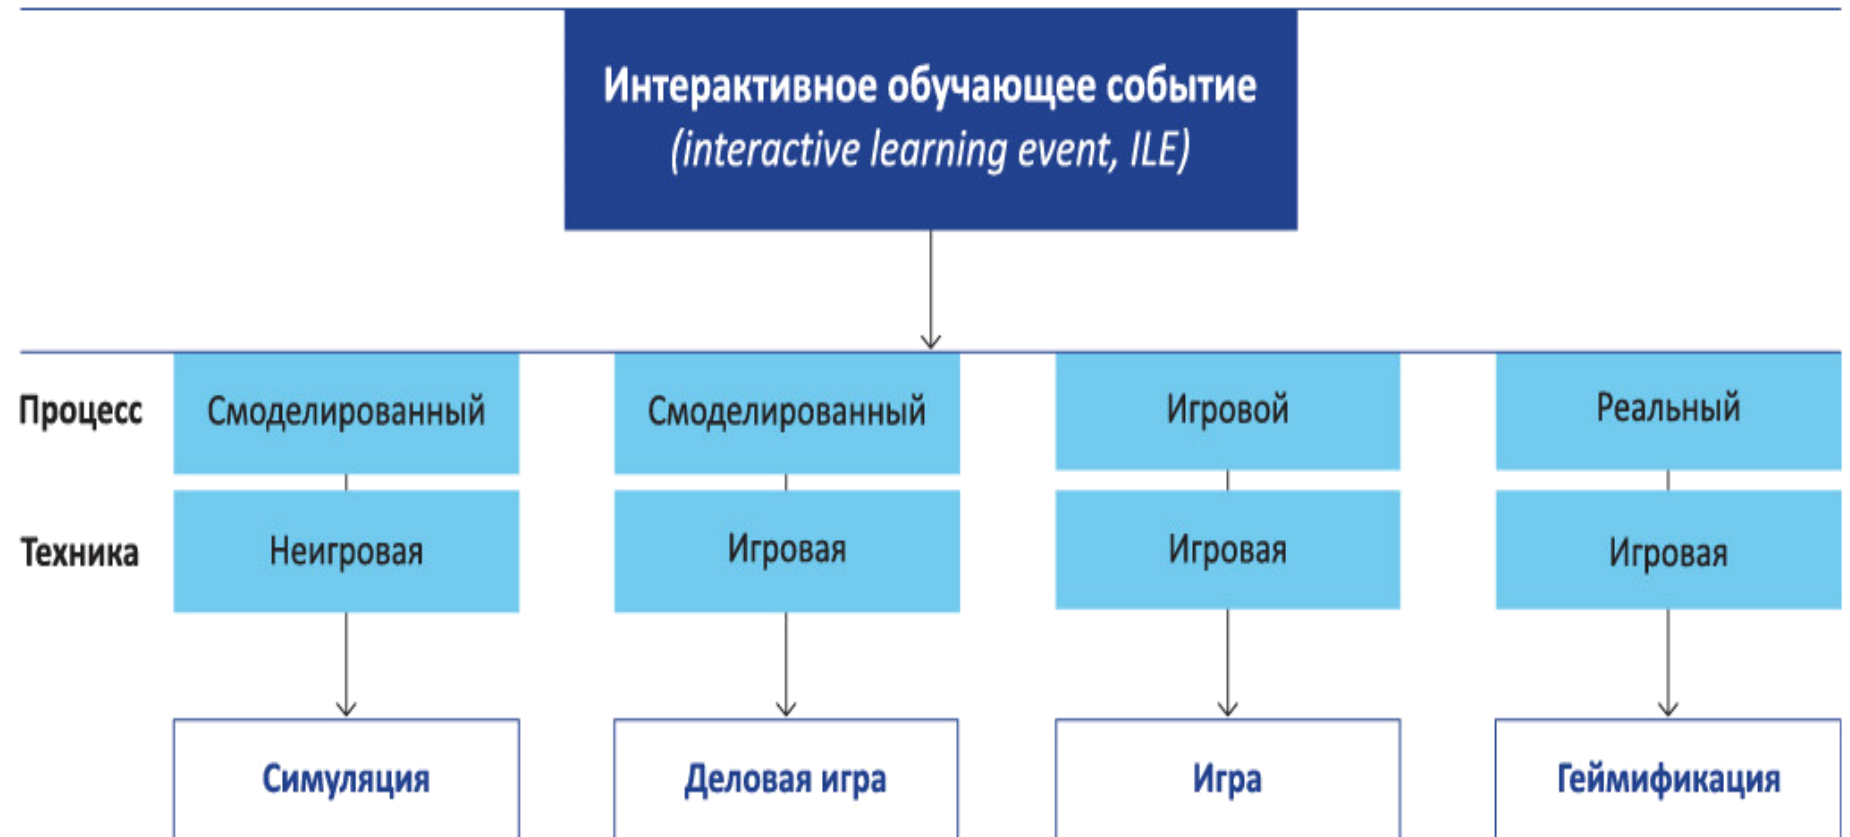 Интерактивное обучающее событие
(interactive learning event, ILE)
Процесс Смоделированный Смоделированный Игровой Реальный
Техника Неигровая Игровая Игровая Игровая
Симуляция Деловая игра Игра Геймификация